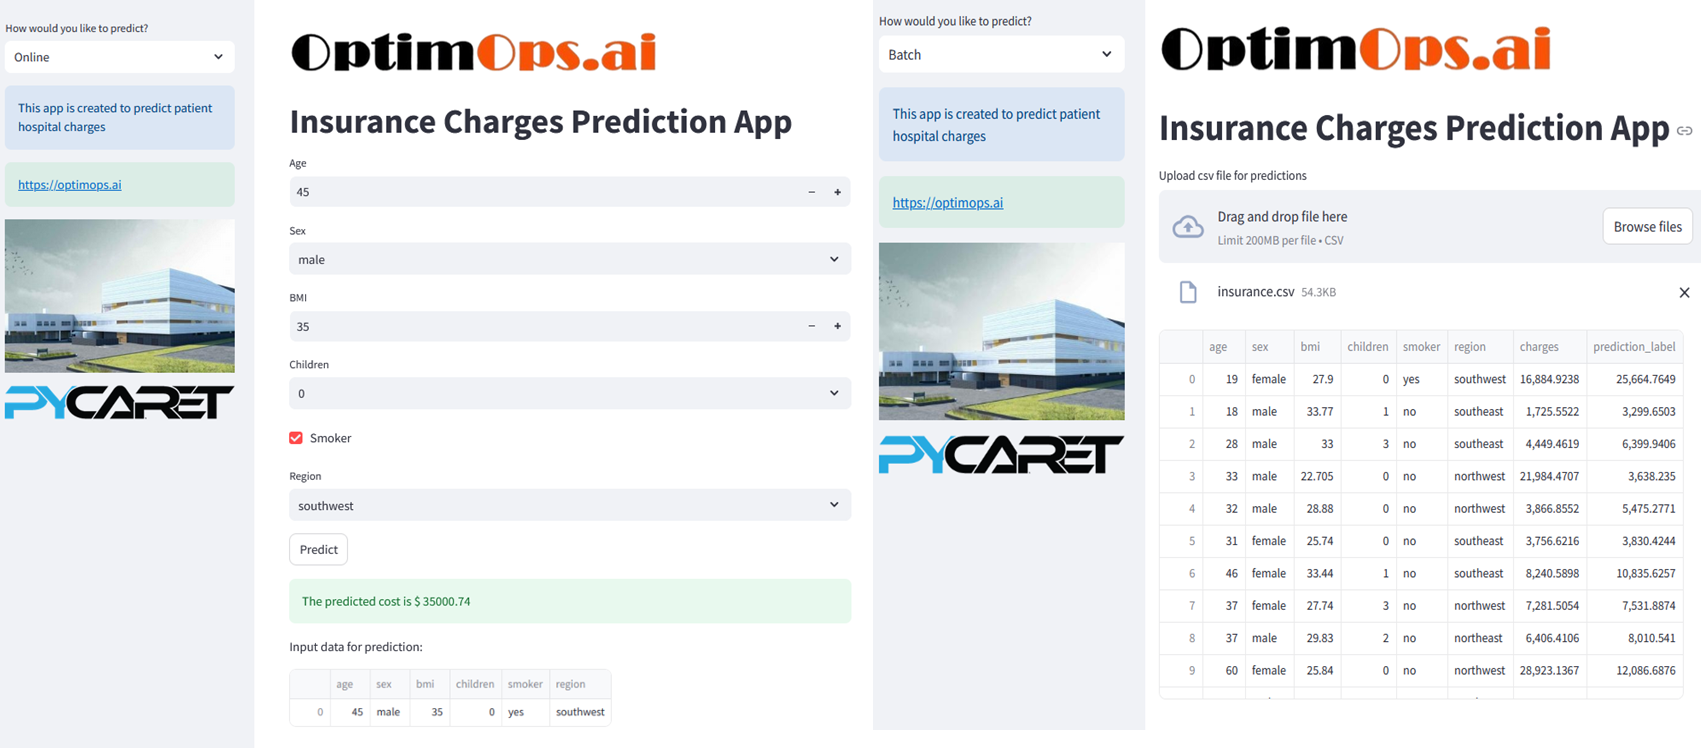 How would you like to predict?
Online
This app is created to predict patient
hospital charges
https://optimops.ai
PYCARET
OptimOps.ai
Insurance Charges Prediction App
Age
45
Sex
male
BMI
35
Children
0
Smoker
Region
southwest
Predict
The predicted cost is $ 35000.74
Input data for prediction:
age sex bmi children smoker region
0 45 male 35 0 yes southwest
How would you like to predict?
Batch
This app is created to predict patient
hospital charges
https://optimops.ai
PYCARET
OptimOps.ai
Insurance Charges Prediction App
Upload csv file for predictions
Drag and drop file here
Limit 200MB per file • CSV
Browse files
insurance.csv 54.3KB
age sex bmi children smoker region charges prediction_label
0 19 female 27.9 0 yes southwest 16,884.9238 25,664.7649
1 18 male 33.77 1 no southeast 1,725.5522 3,299.6503
2 28 male 33 3 no southeast 4,449.4619 6,399.9406
3 33 male 22.705 0 no northwest 21,984.4707 3,638.235
4 32 male 28.88 0 no northwest 3,866.8552 5,475.2771
5 31 female 25.74 0 no southeast 3,756.6216 3,830.4244
6 46 female 33.44 1 no southeast 8,240.5898 10,835.6257
7 37 female 27.74 3 no northwest 7,281.5054 7,531.8874
8 37 male 29.83 2 no northeast 6,406.4106 8,010.541
9 60 female 25.84 0 no northwest 28,923.1367 12,086.6876